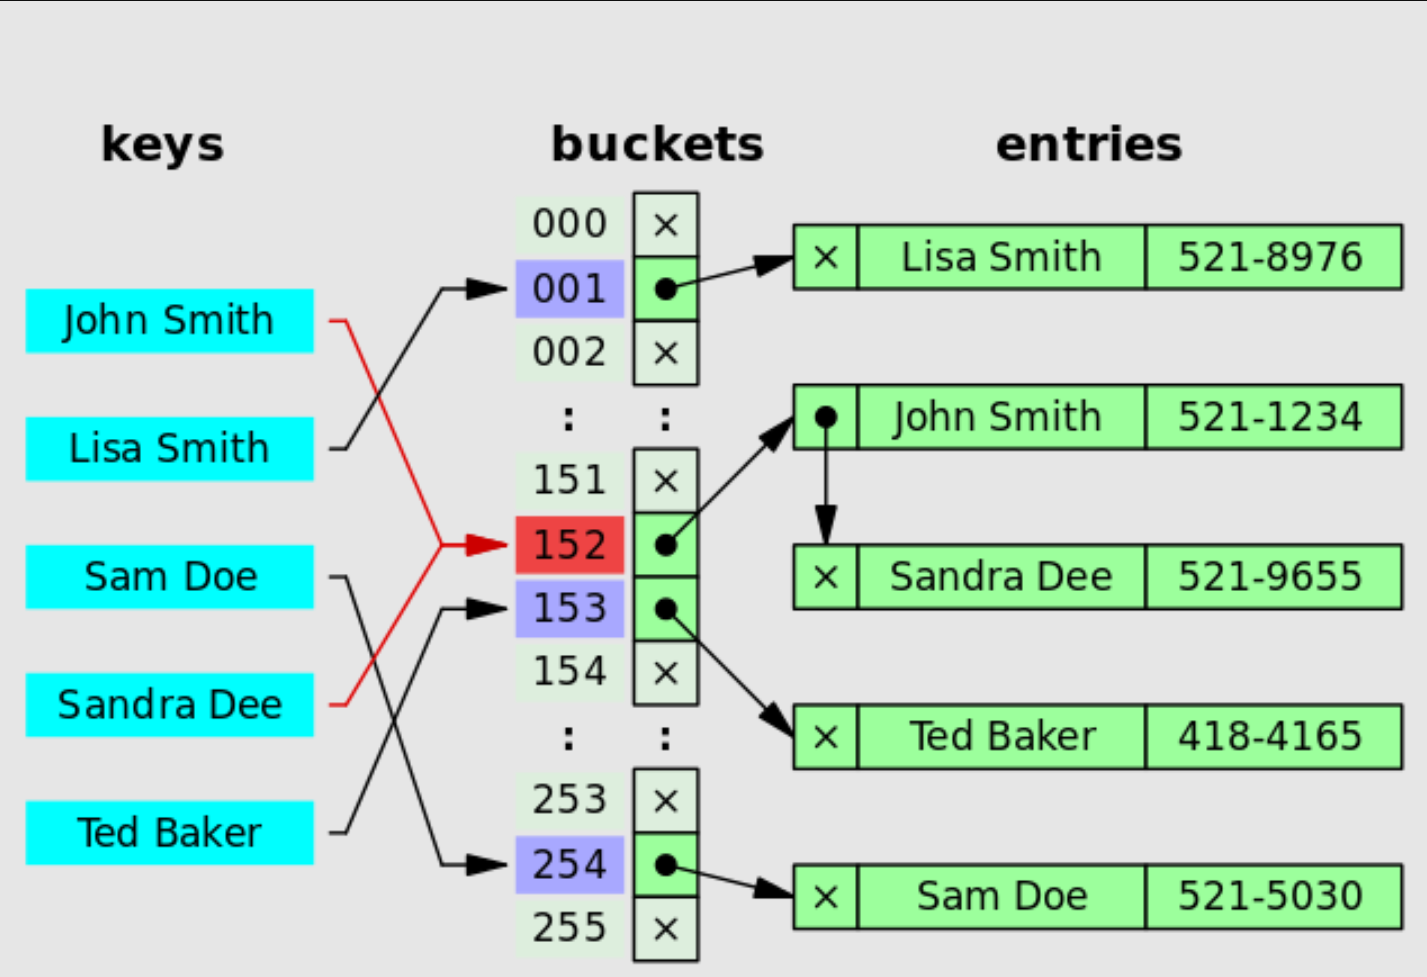 keys
buckets
entries
John Smith
Lisa Smith
Sam Doe
Sandra Dee
Ted Baker
000 ×
001
002 ×
: :
151 ×
152
153
154 ×
: :
253 ×
254
255 ×
× Lisa Smith 521-8976
John Smith 521-1234
× Sandra Dee 521-9655
× Ted Baker 418-4165
× Sam Doe 521-5030